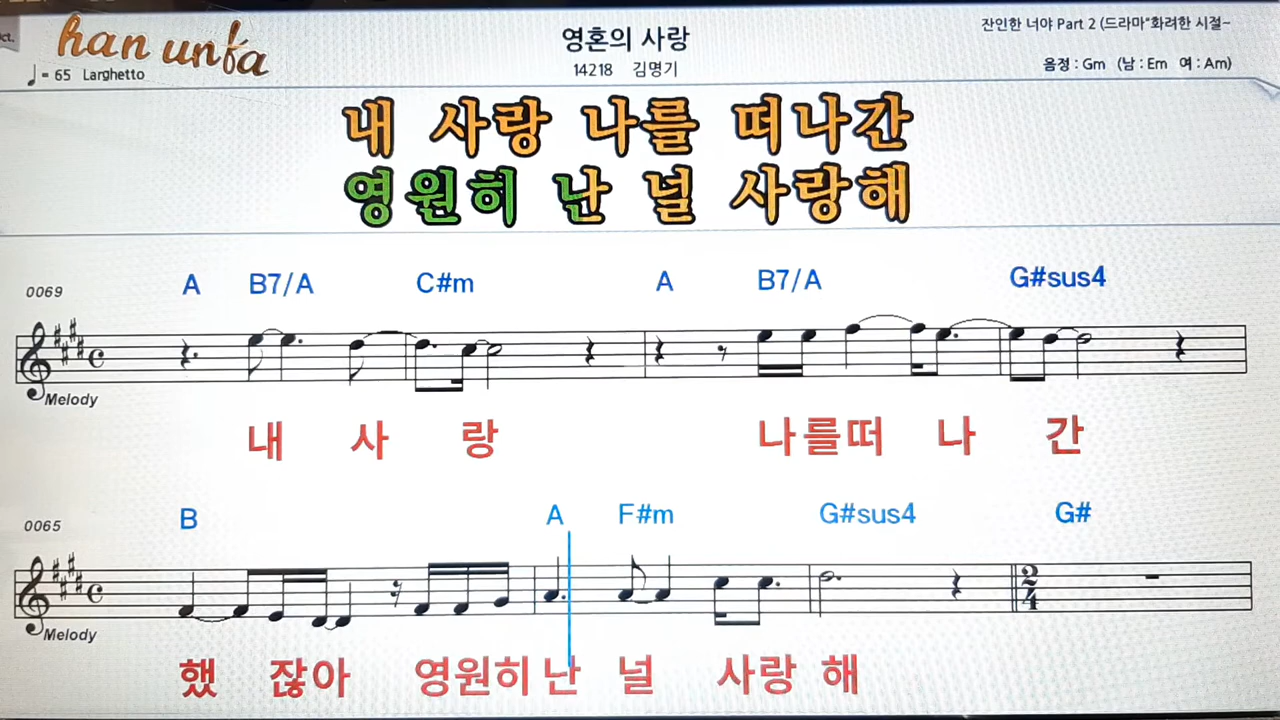 ct.
han unfa
♩= 65 Larghetto
영혼의 사랑
14218 김명기
잔인한 너야 Part 2 (드라마"화려한 시절~
음정 : Gm (남 : Em 여 : Am)
내 사랑 나를 떠나간
영원히 난 널 사랑해
0069
A B7/A C#m A B7/A G#sus4
Melody
내 사 랑 나를떠 나 간
0065
B A F#m G#sus4 G#
2
4
Melody
했 잖아 영원히 난 널 사랑 해